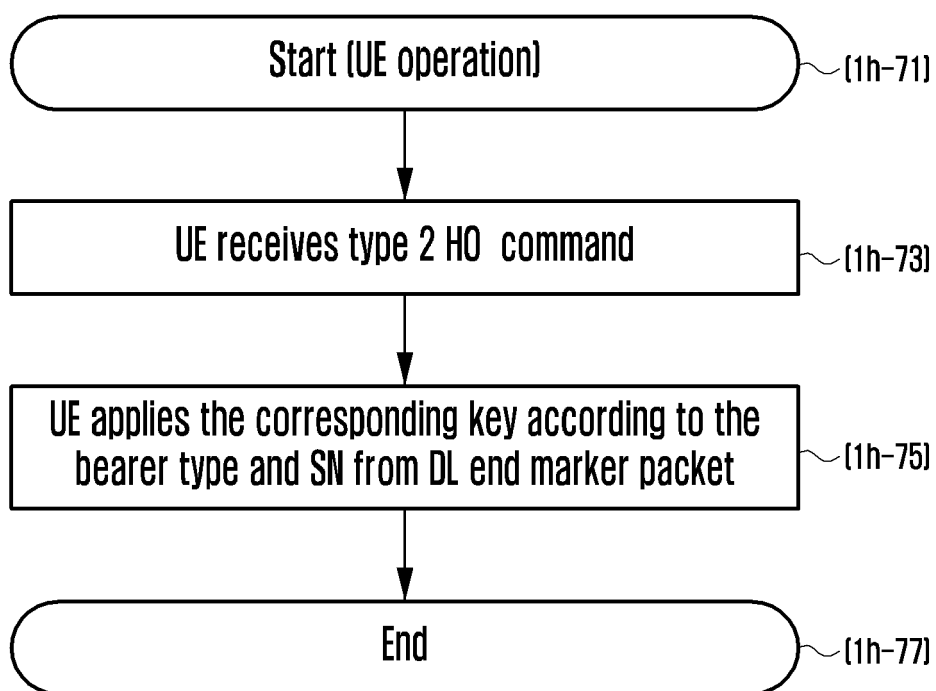 Start (UE operation)
(1h-71)
UE receives type 2 HO command
(1h-73)
UE applies the corresponding key according to the
bearer type and SN from DL end marker packet
(1h-75)
End
(1h-77)